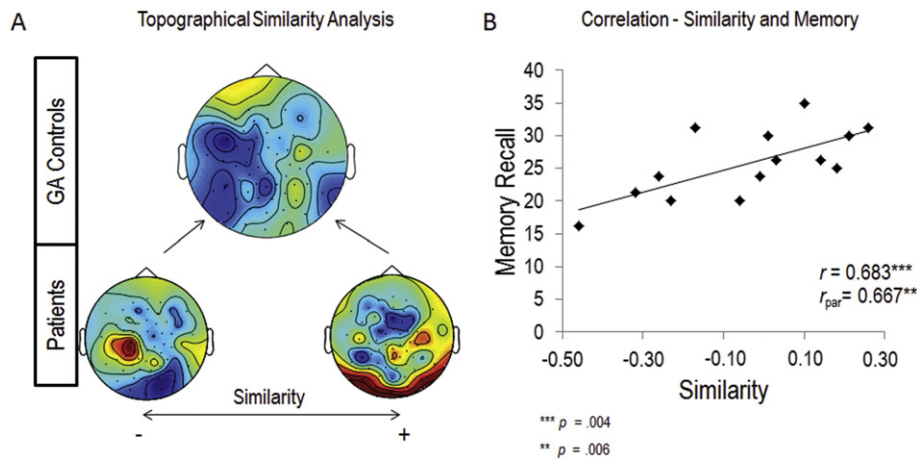 A
Topographical Similarity Analysis
GA Controls
Patients
Similarity
-
+
B
Correlation - Similarity and Memory
Memory Recall
40
35
30
25
20
15
10
5
0
r = 0.683***
rpar= 0.667**
-0.50
-0.30
-0.10
0.10
0.30
Similarity
*** p = .004
** p = .006